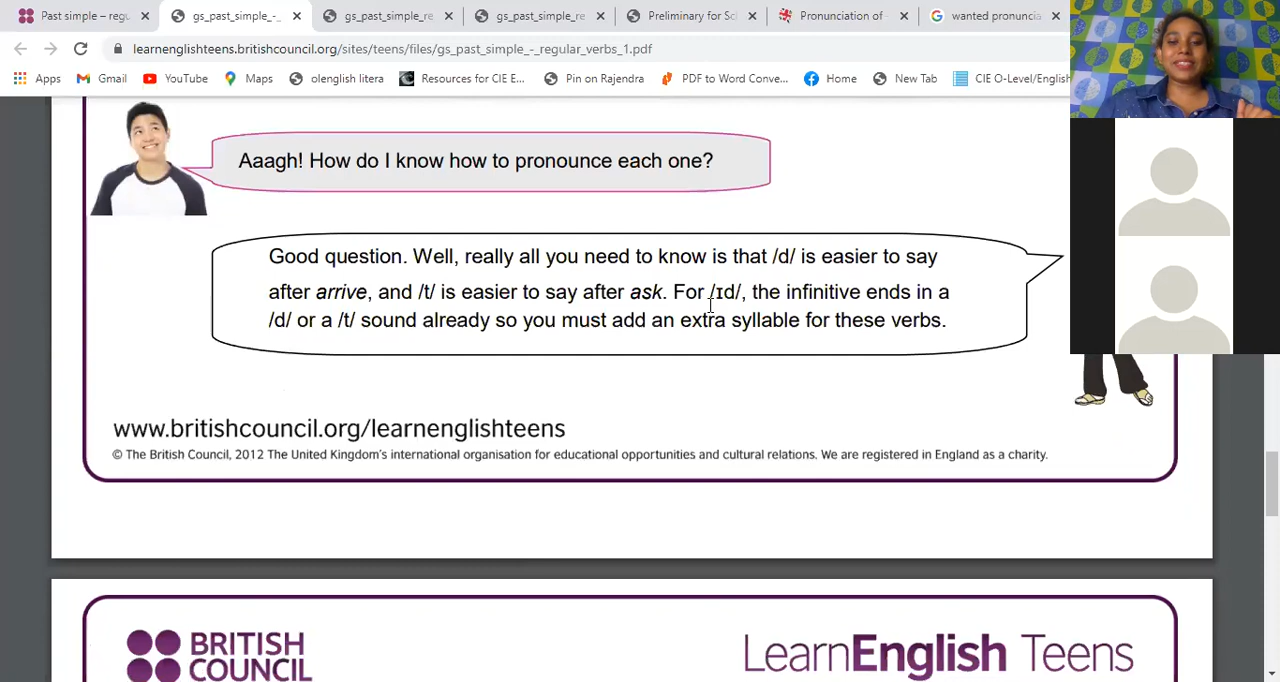 Past simple – regu
gs_past_simple_-_
gs_past_simple_re
gs_past_simple_re
Preliminary for Sc
Pronunciation of
wanted pronuncia
learnenglishteens.britishcouncil.org/sites/teens/files/gs_past_simple_-_regular_verbs_1.pdf
Apps
Gmail
YouTube
Maps
olenglish litera
Resources for CIE E...
Pin on Rajendra
PDF to Word Conve...
Home
New Tab
CIE O-Level/English
Aaagh! How do I know how to pronounce each one?
Good question. Well, really all you need to know is that /d/ is easier to say
after arrive, and /t/ is easier to say after ask. For /ɪd/, the infinitive ends in a
/d/ or a /t/ sound already so you must add an extra syllable for these verbs.
www.britishcouncil.org/learnenglishteens
© The British Council, 2012 The United Kingdom's international organisation for educational opportunities and cultural relations. We are registered in England as a charity.
BRITISH
COUNCIL
LearnEnglish Teens